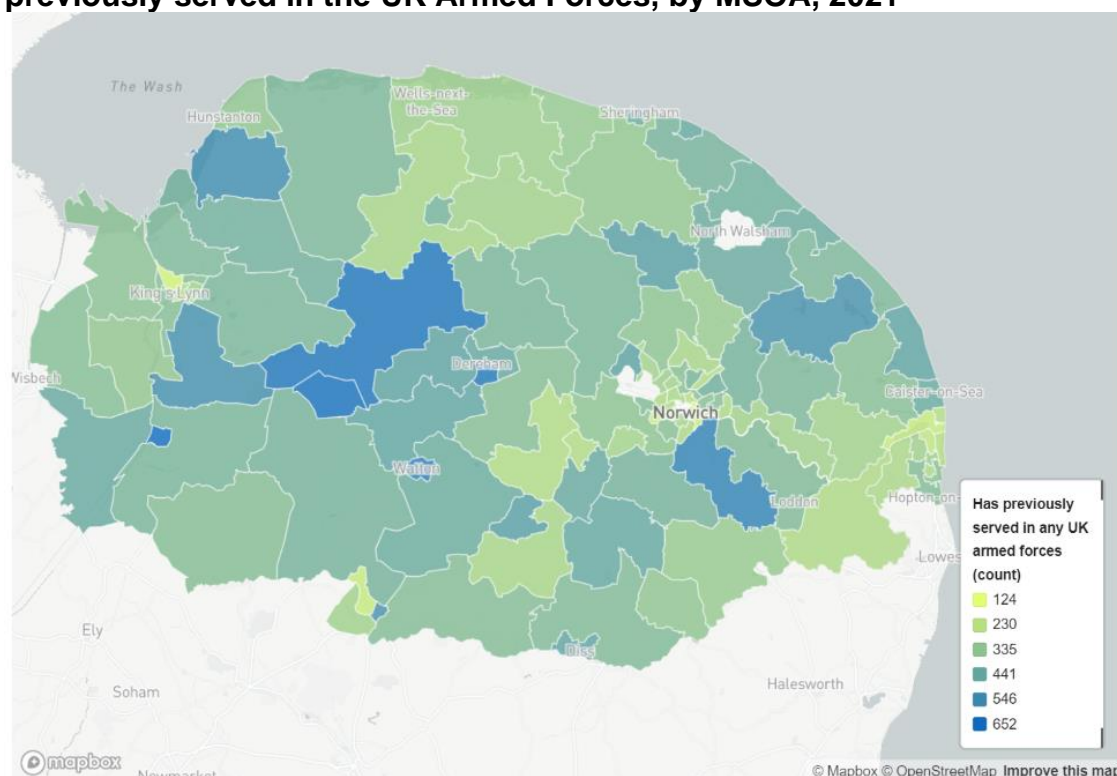 previously served in the UK Armed Forces, by MSOA, 2021
The Wash
Hunstanton
Wells-next-
the-Sea
Sheringham
North Walsham
King's Lynn
Wisbech
Dereham
Caister-on-Sea
Norwich
Watton
Loddon
Hopton-on-
Lowes
Diss
Ely
Soham
Halesworth
Newmarket
Has previously
served in any UK
armed forces
(count)
124
230
335
441
546
652
mapbox
© Mapbox © OpenStreetMap Improve this map